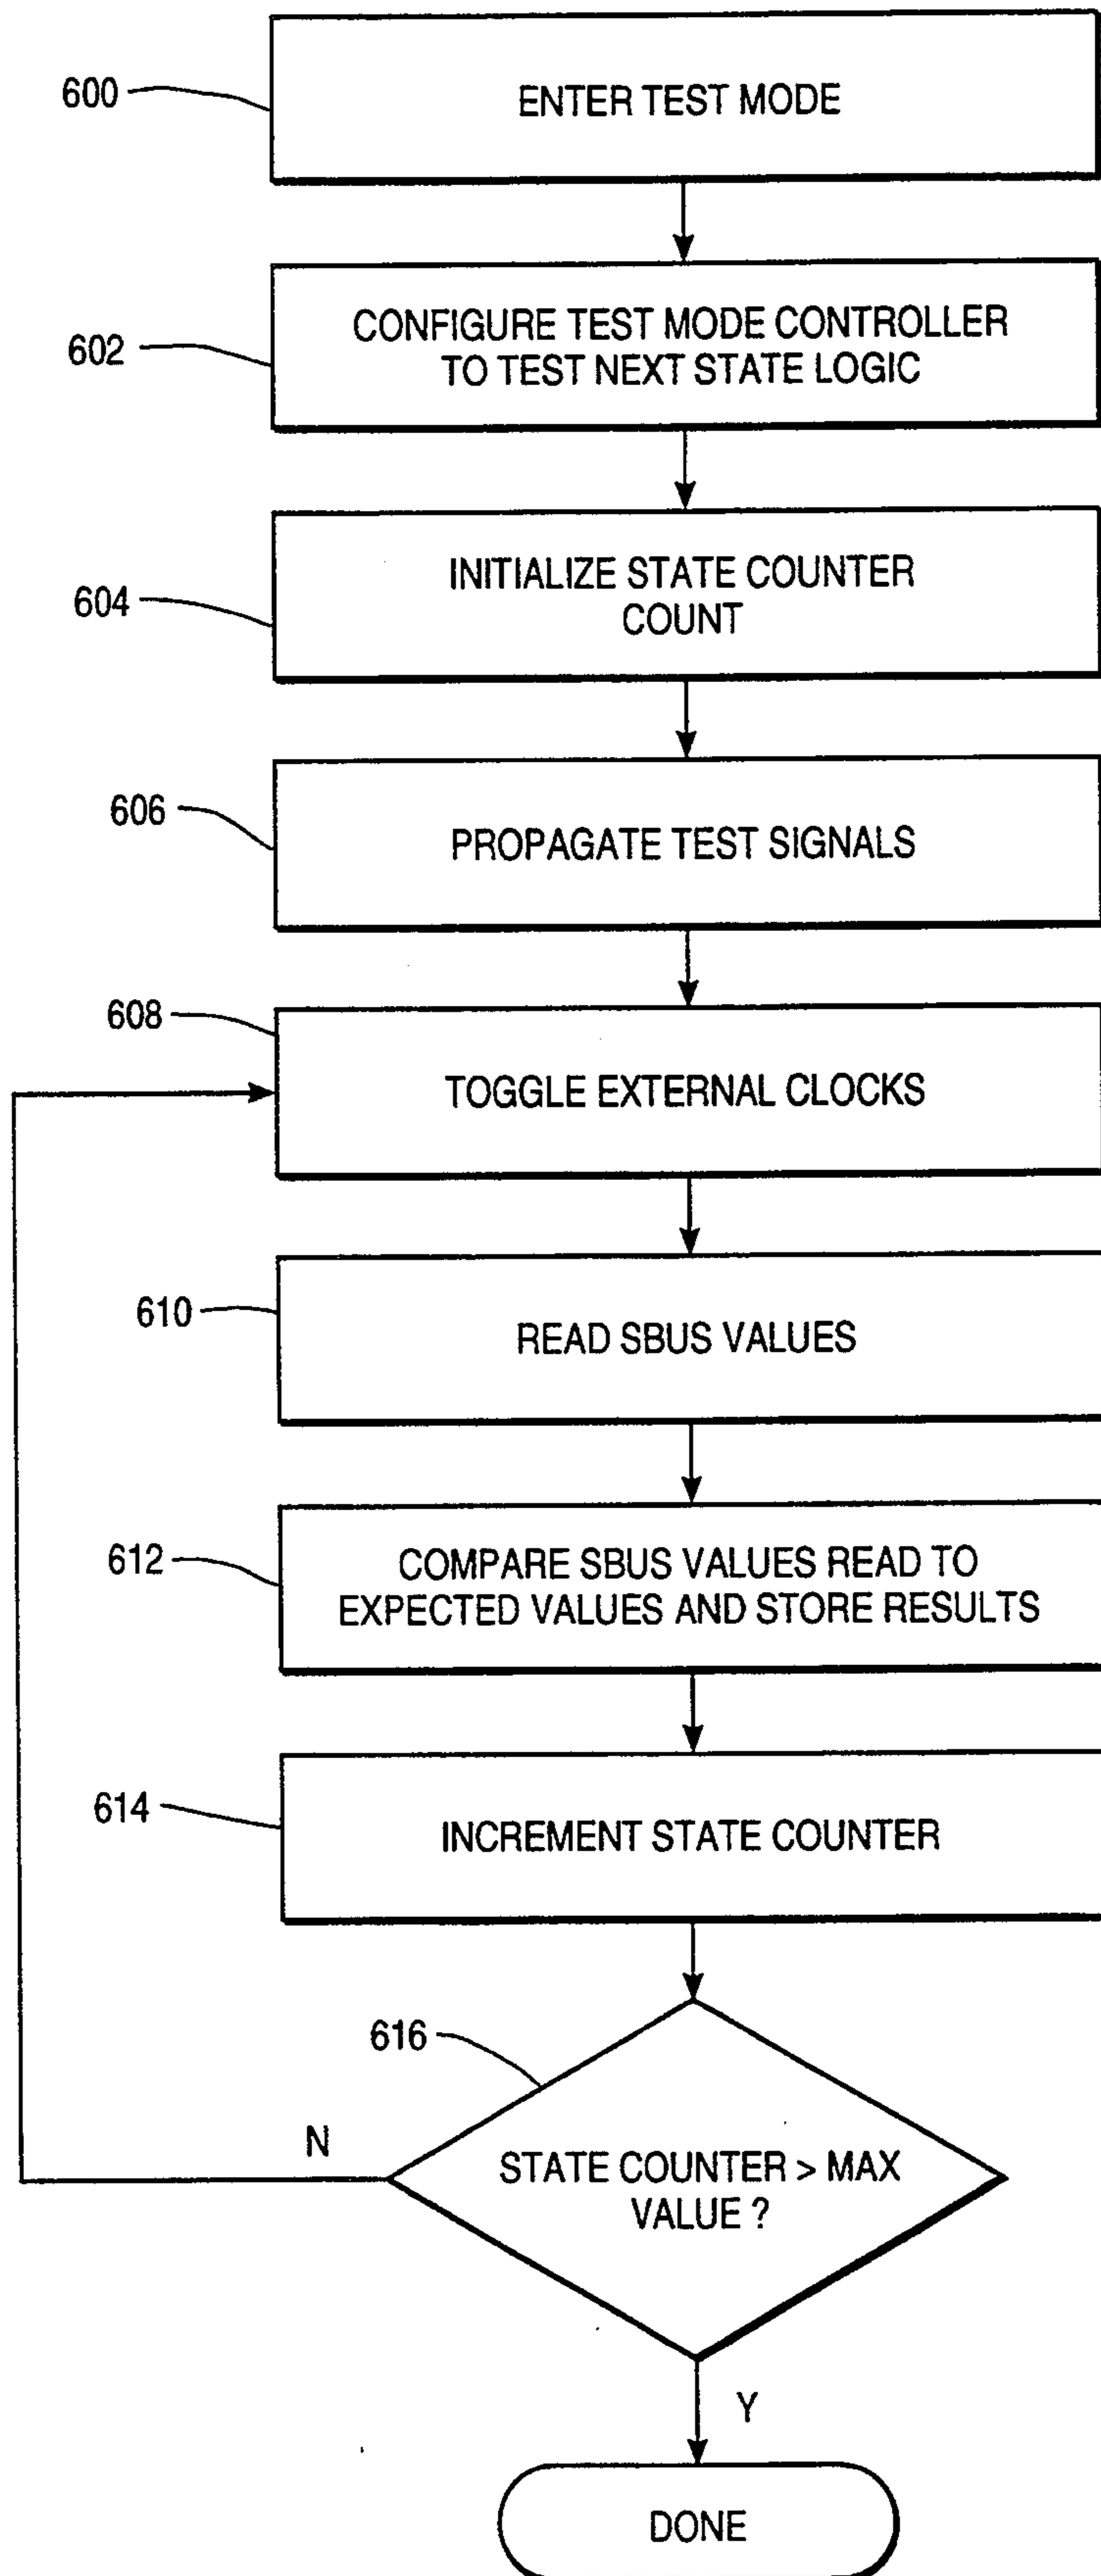 600
ENTER TEST MODE
602
CONFIGURE TEST MODE CONTROLLER
TO TEST NEXT STATE LOGIC
604
INITIALIZE STATE COUNTER
COUNT
606
PROPAGATE TEST SIGNALS
608
TOGGLE EXTERNAL CLOCKS
610
READ SBUS VALUES
612
COMPARE SBUS VALUES READ TO
EXPECTED VALUES AND STORE RESULTS
614
INCREMENT STATE COUNTER
616
N
STATE COUNTER > MAX
VALUE ?
Y
DONE